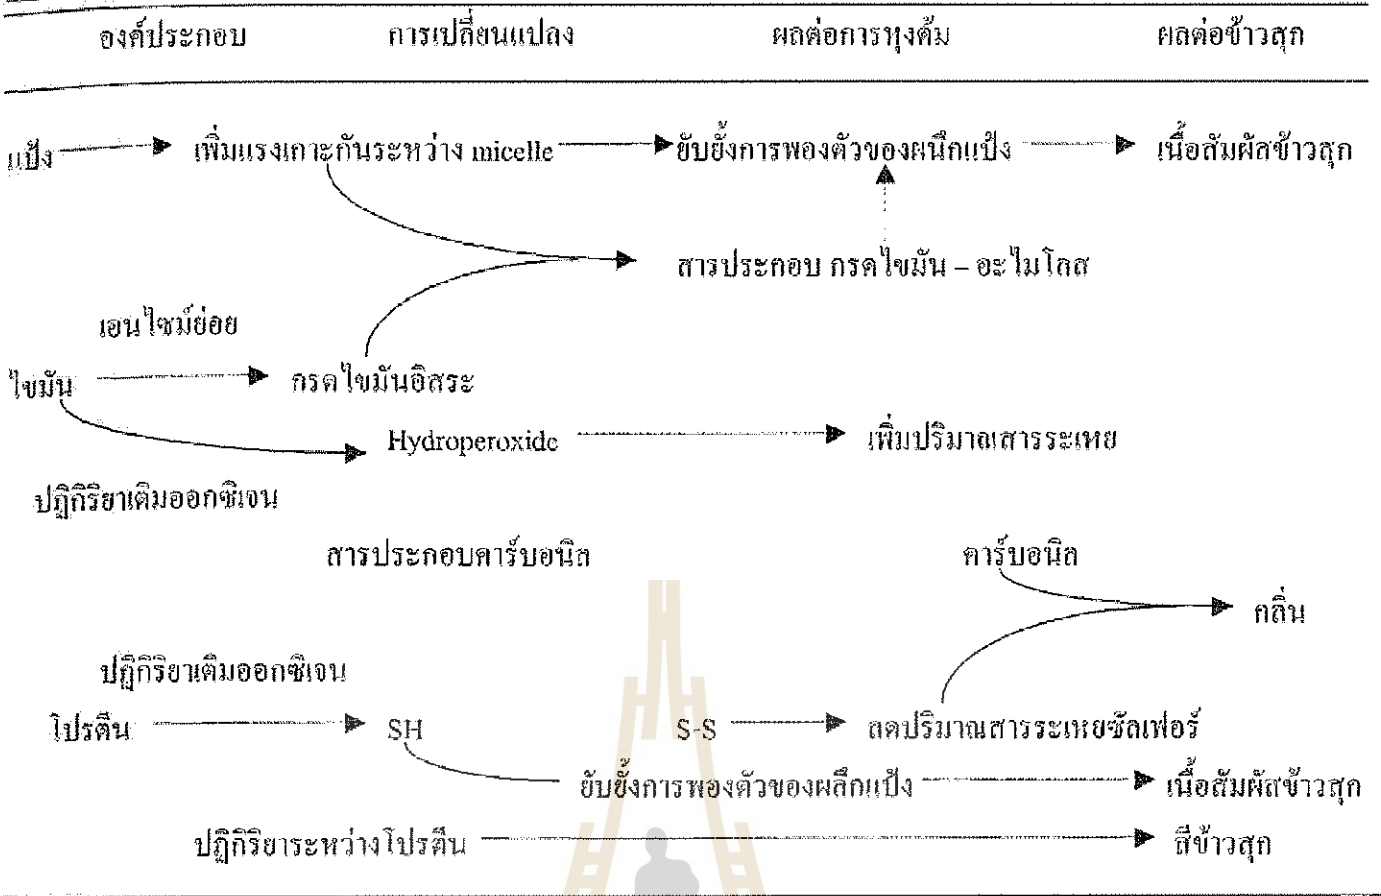 องค์ประกอบ การเปลี่ยนแปลง ผลต่อการหุงต้ม ผลต่อข้าวสุก
แป้ง เพิ่มแรงเกาะกันระหว่าง micelle ยับยั้งการพองตัวของผนึกแป้ง เนื้อสัมผัสข้าวสุก
สารประกอบ กรดไขมัน – อะไมโลส
เอนไซม์ย่อย
ไขมัน กรดไขมันอิสระ
Hydroperoxide เพิ่มปริมาณสารระเหย
ปฏิกิริยาเติมออกซิเจน
สารประกอบคาร์บอนิล คาร์บอนิล
กลิ่น
ปฏิกิริยาเติมออกซิเจน
โปรตีน SH S-S ลดปริมาณสารระเหยซัลเฟอร์
ยับยั้งการพองตัวของผลึกแป้ง เนื้อสัมผัสข้าวสุก
ปฏิกิริยาระหว่างโปรตีน สีข้าวสุก